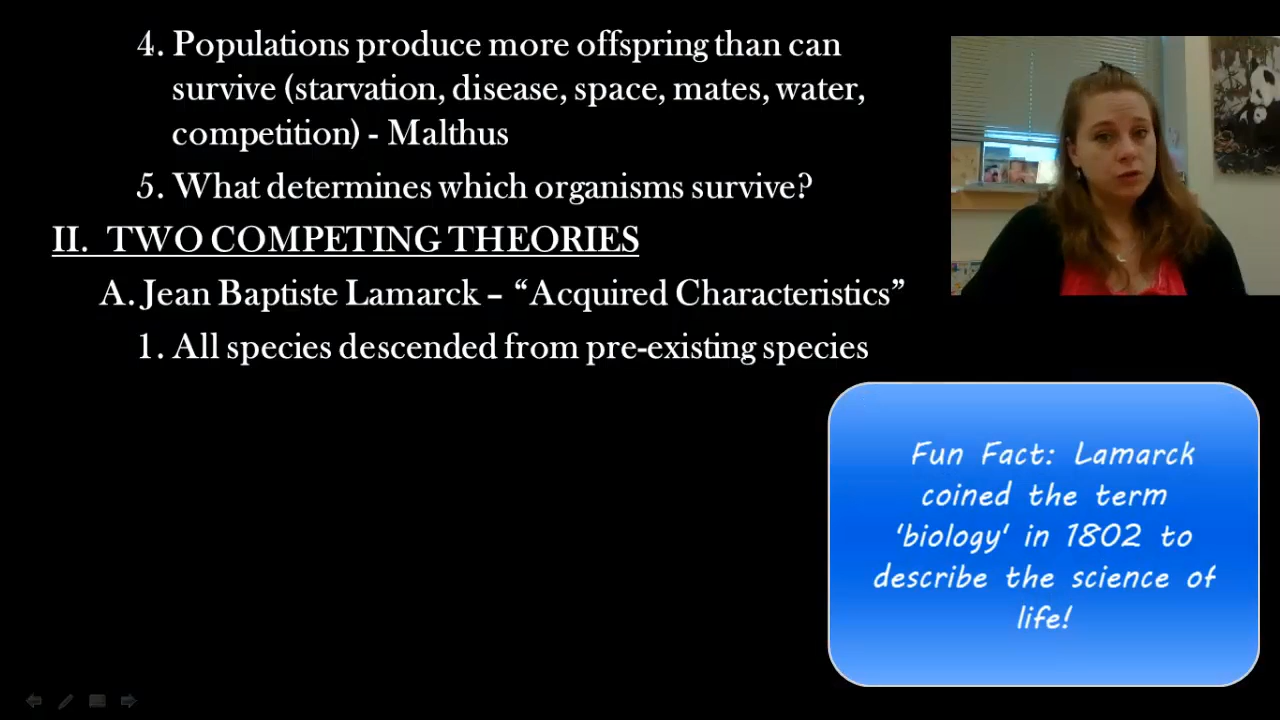 4. Populations produce more offspring than can
survive (starvation, disease, space, mates, water,
competition) - Malthus
5. What determines which organisms survive?
II. TWO COMPETING THEORIES
A. Jean Baptiste Lamarck – “Acquired Characteristics”
1. All species descended from pre-existing species
Fun Fact: Lamarck
coined the term
'biology' in 1802 to
describe the science of
life!